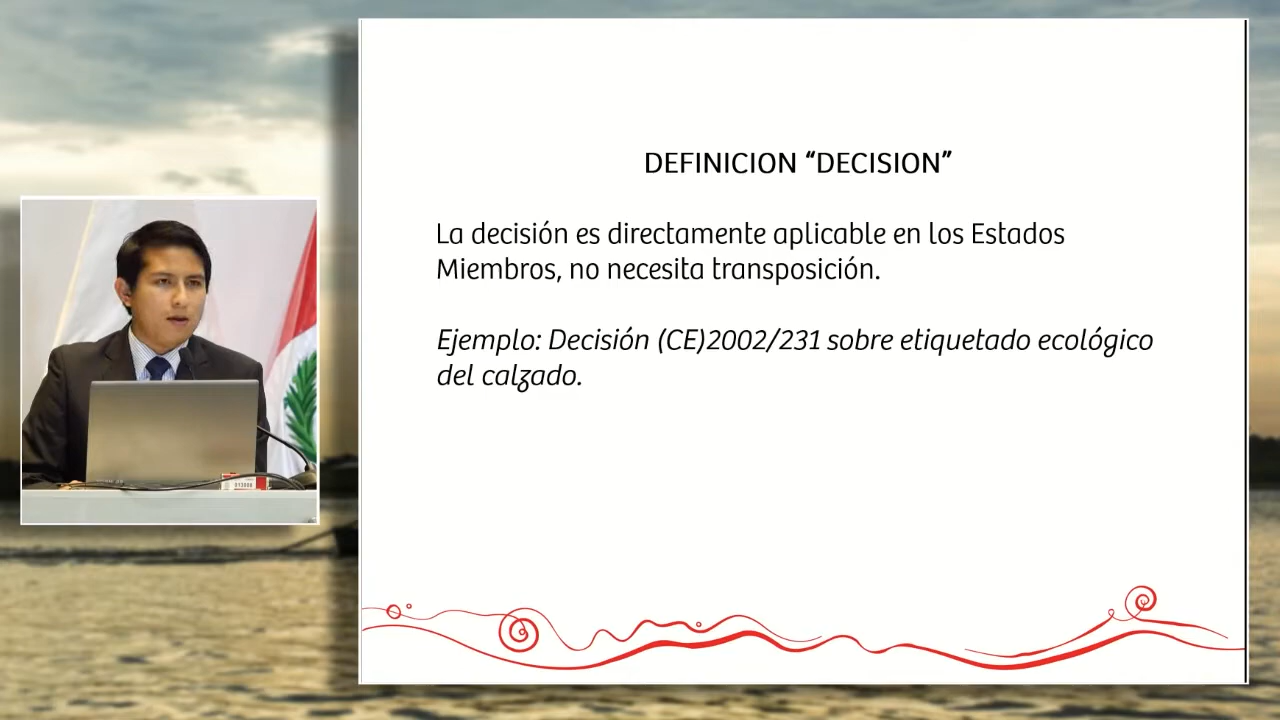 DEFINICION “DECISION”
La decisión es directamente aplicable en los Estados
Miembros, no necesita transposición.
Ejemplo: Decisión (CE)2002/231 sobre etiquetado ecológico
del calzado.